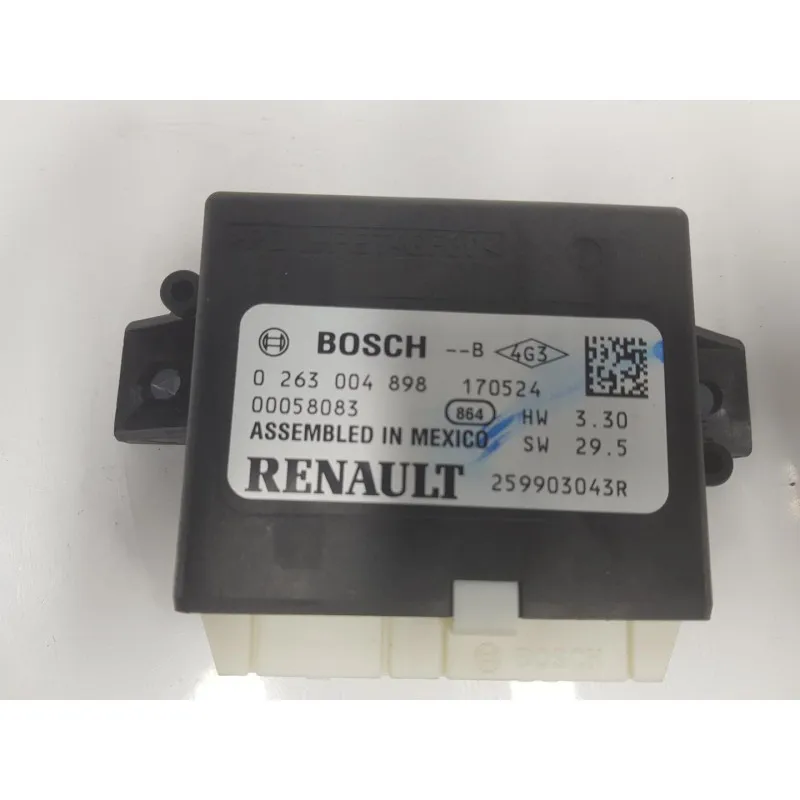 BOSCH --B 4G3
0 263 004 898 170524
00058083 864 HW 3.30
ASSEMBLED IN MEXICO SW 29.5
RENAULT 259903043R
BOSCH